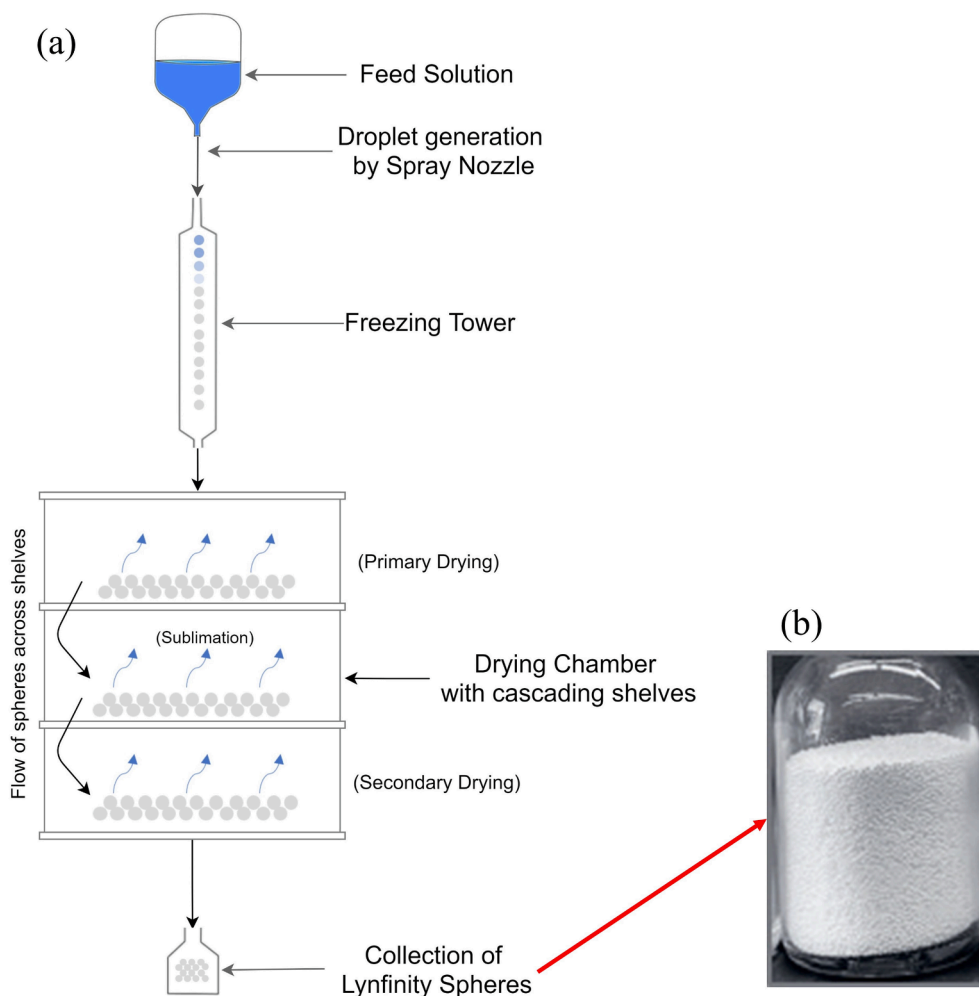 (a)
Feed Solution
Droplet generation
by Spray Nozzle
Freezing Tower
Flow of spheres across shelves
(Primary Drying)
(Sublimation)
Drying Chamber
with cascading shelves
(Secondary Drying)
Collection of
Lynfinity Spheres
(b)